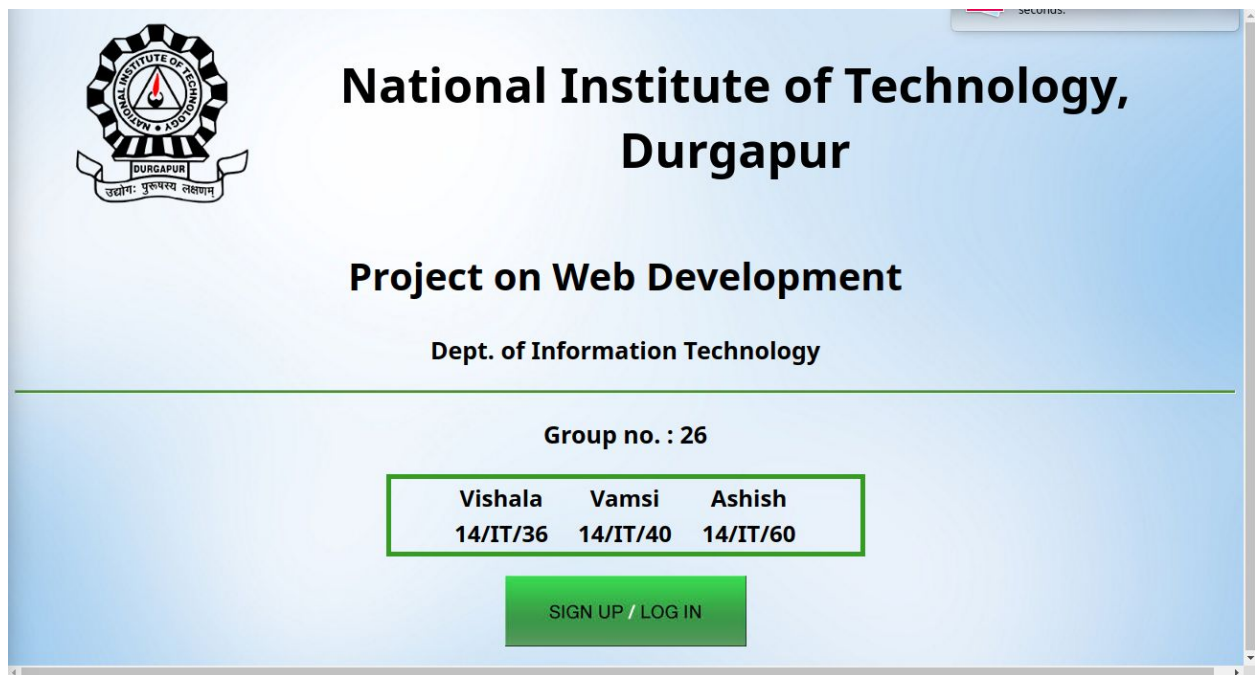 seconds.
NATIONAL INSTITUTE OF TECHNOLOGY
DURGAPUR
उद्योगः पुरूषस्य लक्षणम्
National Institute of Technology,
Durgapur
Project on Web Development
Dept. of Information Technology
Group no. : 26
Vishala Vamsi Ashish
14/IT/36 14/IT/40 14/IT/60
SIGN UP / LOG IN